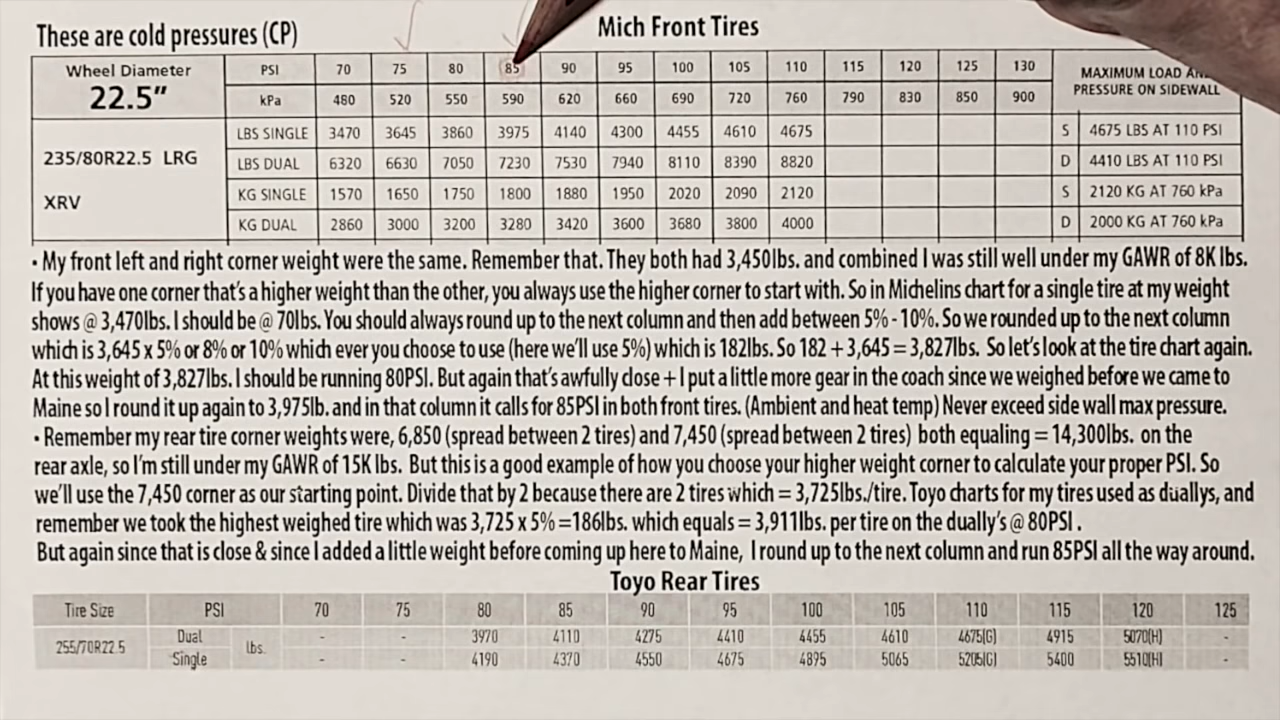 These are cold pressures (CP)
Mich Front Tires
Wheel Diameter 22.5" PSI 70 75 80 85 90 95 100 105 110 115 120 125 130 MAXIMUM LOAD
kPa 480 520 550 590 620 660 690 720 760 790 830 850 900 PRESSURE ON SIDEWALL
235/80R22.5 LRG XRV LBS SINGLE 3470 3645 3860 3975 4140 4300 4455 4610 4675 S 4675 LBS AT 110 PSI
LBS DUAL 6320 6630 7050 7230 7530 7940 8110 8390 8820 D 4410 LBS AT 110 PSI
KG SINGLE 1570 1650 1750 1800 1880 1950 2020 2090 2120 S 2120 KG AT 760 kPa
KG DUAL 2860 3000 3200 3280 3420 3600 3680 3800 4000 D 2000 KG AT 760 kPa
• My front left and right corner weight were the same. Remember that. They both had 3,450lbs. and combined I was still well under my GAWR of 8K lbs.
If you have one corner that's a higher weight than the other, you always use the higher corner to start with. So in Michelins chart for a single tire at my weight
shows @ 3,470lbs. I should be @ 70lbs. You should always round up to the next column and then add between 5% - 10%. So we rounded up to the next column
which is 3,645 x 5% or 8% or 10% which ever you choose to use (here we'll use 5%) which is 182lbs. So 182 + 3,645 = 3,827lbs. So let's look at the tire chart again.
At this weight of 3,827lbs. I should be running 80PSI. But again that's awfully close + I put a little more gear in the coach since we weighed before we came to
Maine so I round it up again to 3,975lb. and in that column it calls for 85PSI in both front tires. (Ambient and heat temp) Never exceed side wall max pressure.
• Remember my rear tire corner weights were, 6,850 (spread between 2 tires) and 7,450 (spread between 2 tires) both equaling = 14,300lbs. on the
rear axle, so I'm still under my GAWR of 15K lbs. But this is a good example of how you choose your higher weight corner to calculate your proper PSI. So
we'll use the 7,450 corner as our starting point. Divide that by 2 because there are 2 tires which = 3,725lbs./tire. Toyo charts for my tires used as duallys, and
remember we took the highest weighed tire which was 3,725 x 5% =186lbs. which equals = 3,911lbs. per tire on the dually's @ 80PSI .
But again since that is close & since I added a little weight before coming up here to Maine, I round up to the next column and run 85PSI all the way around.
Toyo Rear Tires
Tire Size PSI 70 75 80 85 90 95 100 105 110 115 120 125
255/70R22.5 Dual lbs. - - 3970 4110 4275 4410 4455 4610 4675(G) 4915 5070(H) -
Single - - 4190 4370 4550 4675 4895 5065 5205(G) 5400 5510(H) -